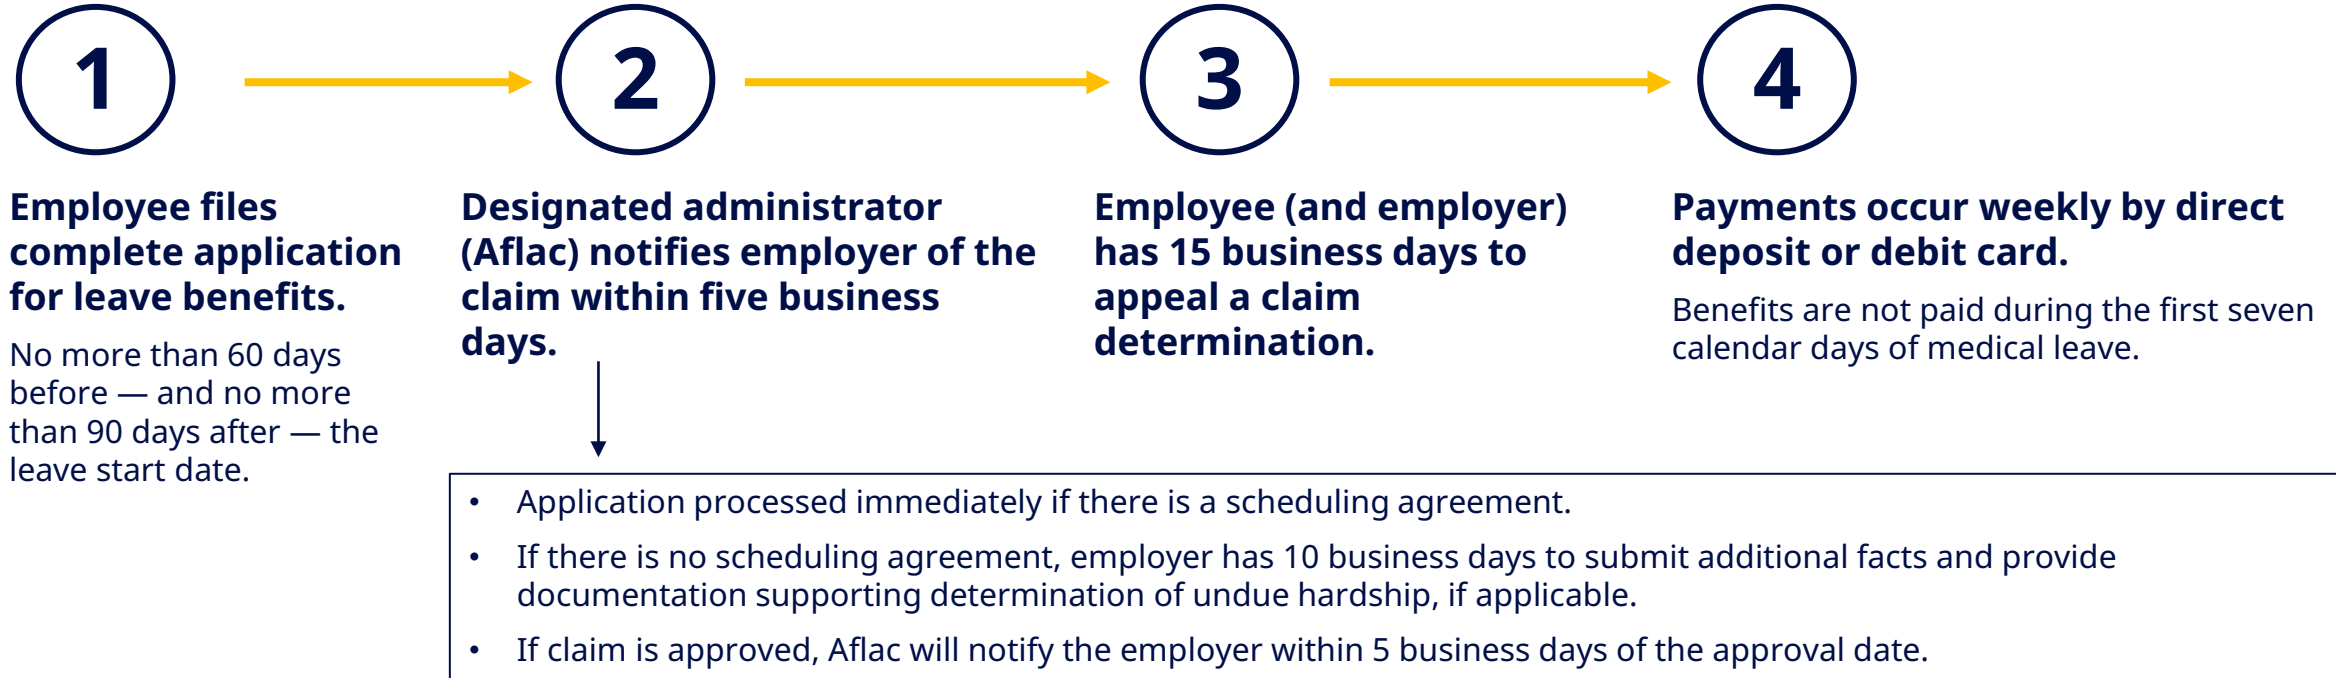 1
2
3
4
Employee files
complete application
for leave benefits.
No more than 60 days
before — and no more
than 90 days after — the
leave start date.
Designated administrator
(Aflac) notifies employer of the
claim within five business
days.
Employee (and employer)
has 15 business days to
appeal a claim
determination.
Payments occur weekly by direct
deposit or debit card.
Benefits are not paid during the first seven
calendar days of medical leave.
• Application processed immediately if there is a scheduling agreement.
• If there is no scheduling agreement, employer has 10 business days to submit additional facts and provide
documentation supporting determination of undue hardship, if applicable.
• If claim is approved, Aflac will notify the employer within 5 business days of the approval date.